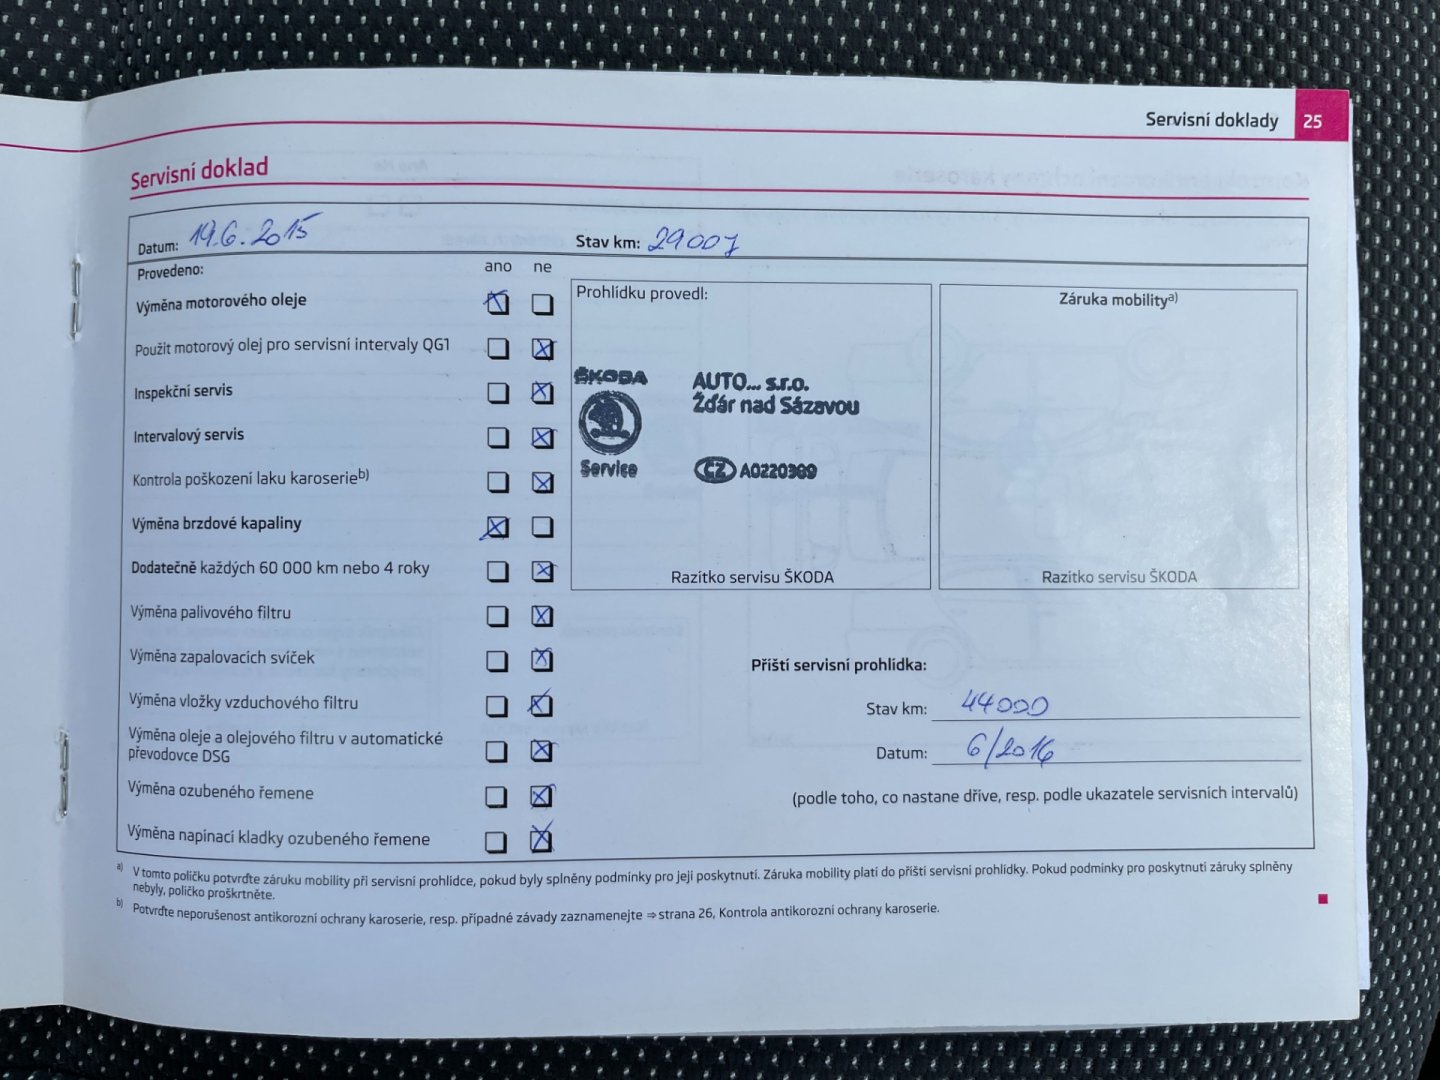 Servisní doklady 25
Servisní doklad
Datum: 19.6.2015 Stav km: 29007
Provedeno: ano ne
Výměna motorového oleje
Použit motorový olej pro servisní intervaly QG1
Inspekční servis
Intervalový servis
Kontrola poškození laku karoserieb)
Výměna brzdové kapaliny
Dodatečně každých 60 000 km nebo 4 roky
Výměna palivového filtru
Výměna zapalovacích svíček
Výměna vložky vzduchového filtru
Výměna oleje a olejového filtru v automatické
převodovce DSG
Výměna ozubeného řemene
Výměna napínací kladky ozubeného řemene
Prohlídku provedl:
ŠKODA
Service
AUTO... s.r.o.
Žďár nad Sázavou
CZ A0220309
Razítko servisu ŠKODA
Záruka mobilitya)
Razítko servisu ŠKODA
Příští servisní prohlídka:
Stav km: 44000
Datum: 6/2016
(podle toho, co nastane dříve, resp. podle ukazatele servisních intervalů)
a) V tomto políčku potvrďte záruku mobility při servisní prohlídce, pokud byly splněny podmínky pro její poskytnutí. Záruka mobility platí do příští servisní prohlídky. Pokud podmínky pro poskytnutí záruky splněny
nebyly, políčko proškrtněte.
b) Potvrďte neporušenost antikorozní ochrany karoserie, resp. případné závady zaznamenejte ⇒ strana 26, Kontrola antikorozní ochrany karoserie.